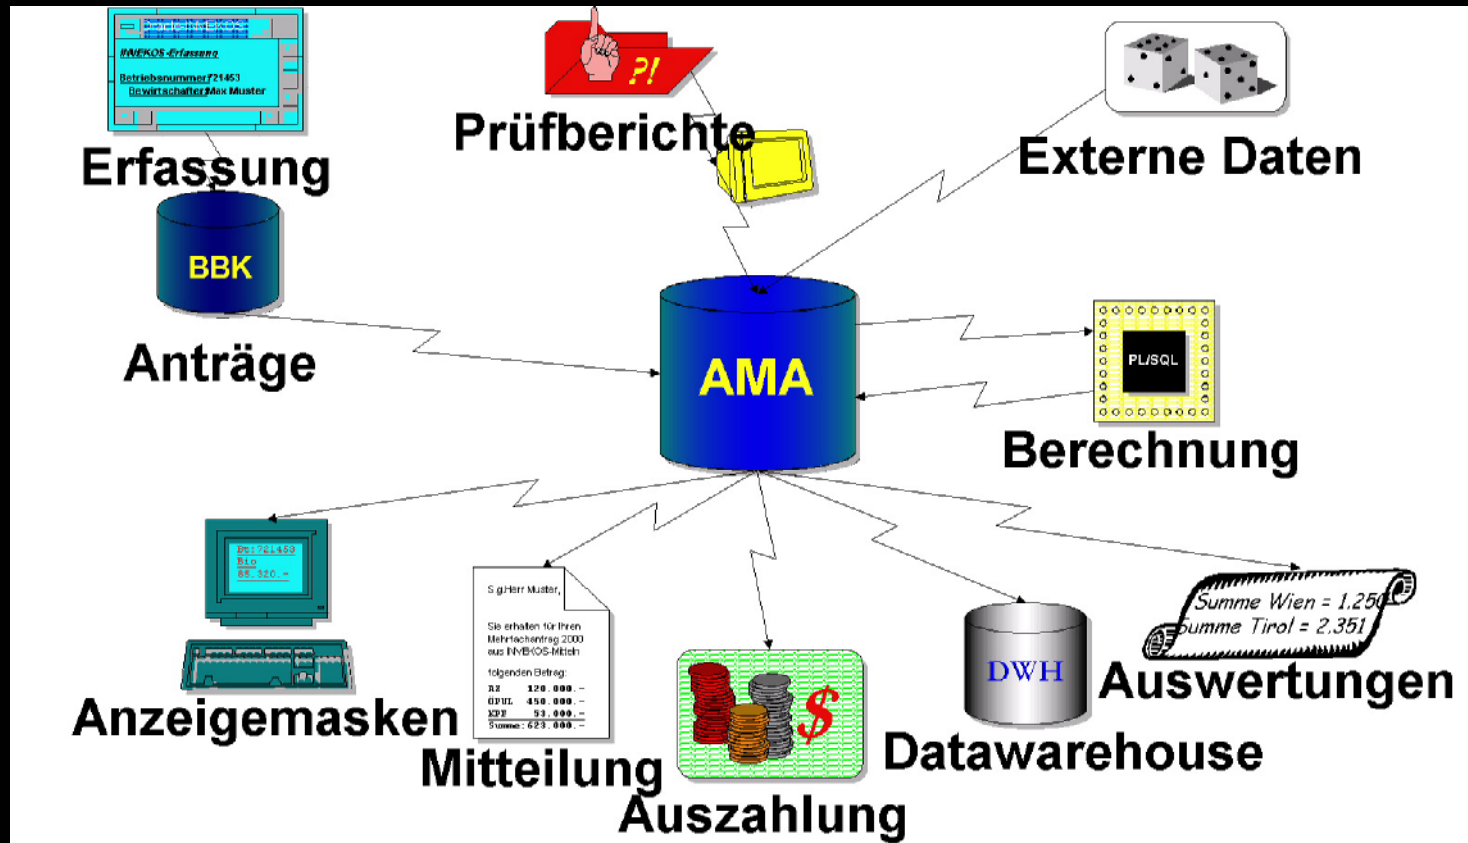 Oracle INVEKOS
INVEKOS-Erfassung
Betriebsnummer: 721453
Bewirtschafter: Max Muster
Erfassung
BBK
Anträge
?!
Prüfberichte
Externe Daten
AMA
PL/SQL
Berechnung
Bt:721453
Bio
85.320.-
Anzeigemasken
S.g.Herr Muster,
Sie erhalten für Ihren
Mehrfachantrag 2000
aus INVEKOS-Mitteln
folgenden Betrag:
AZ 120.000.-
ÖPUL 450.000.-
KPF 53.000.-
Summe:623.000.-
Mitteilung
$
Auszahlung
DWH
Datawarehouse
Summe Wien = 1.250
Summe Tirol = 2.351
Auswertungen